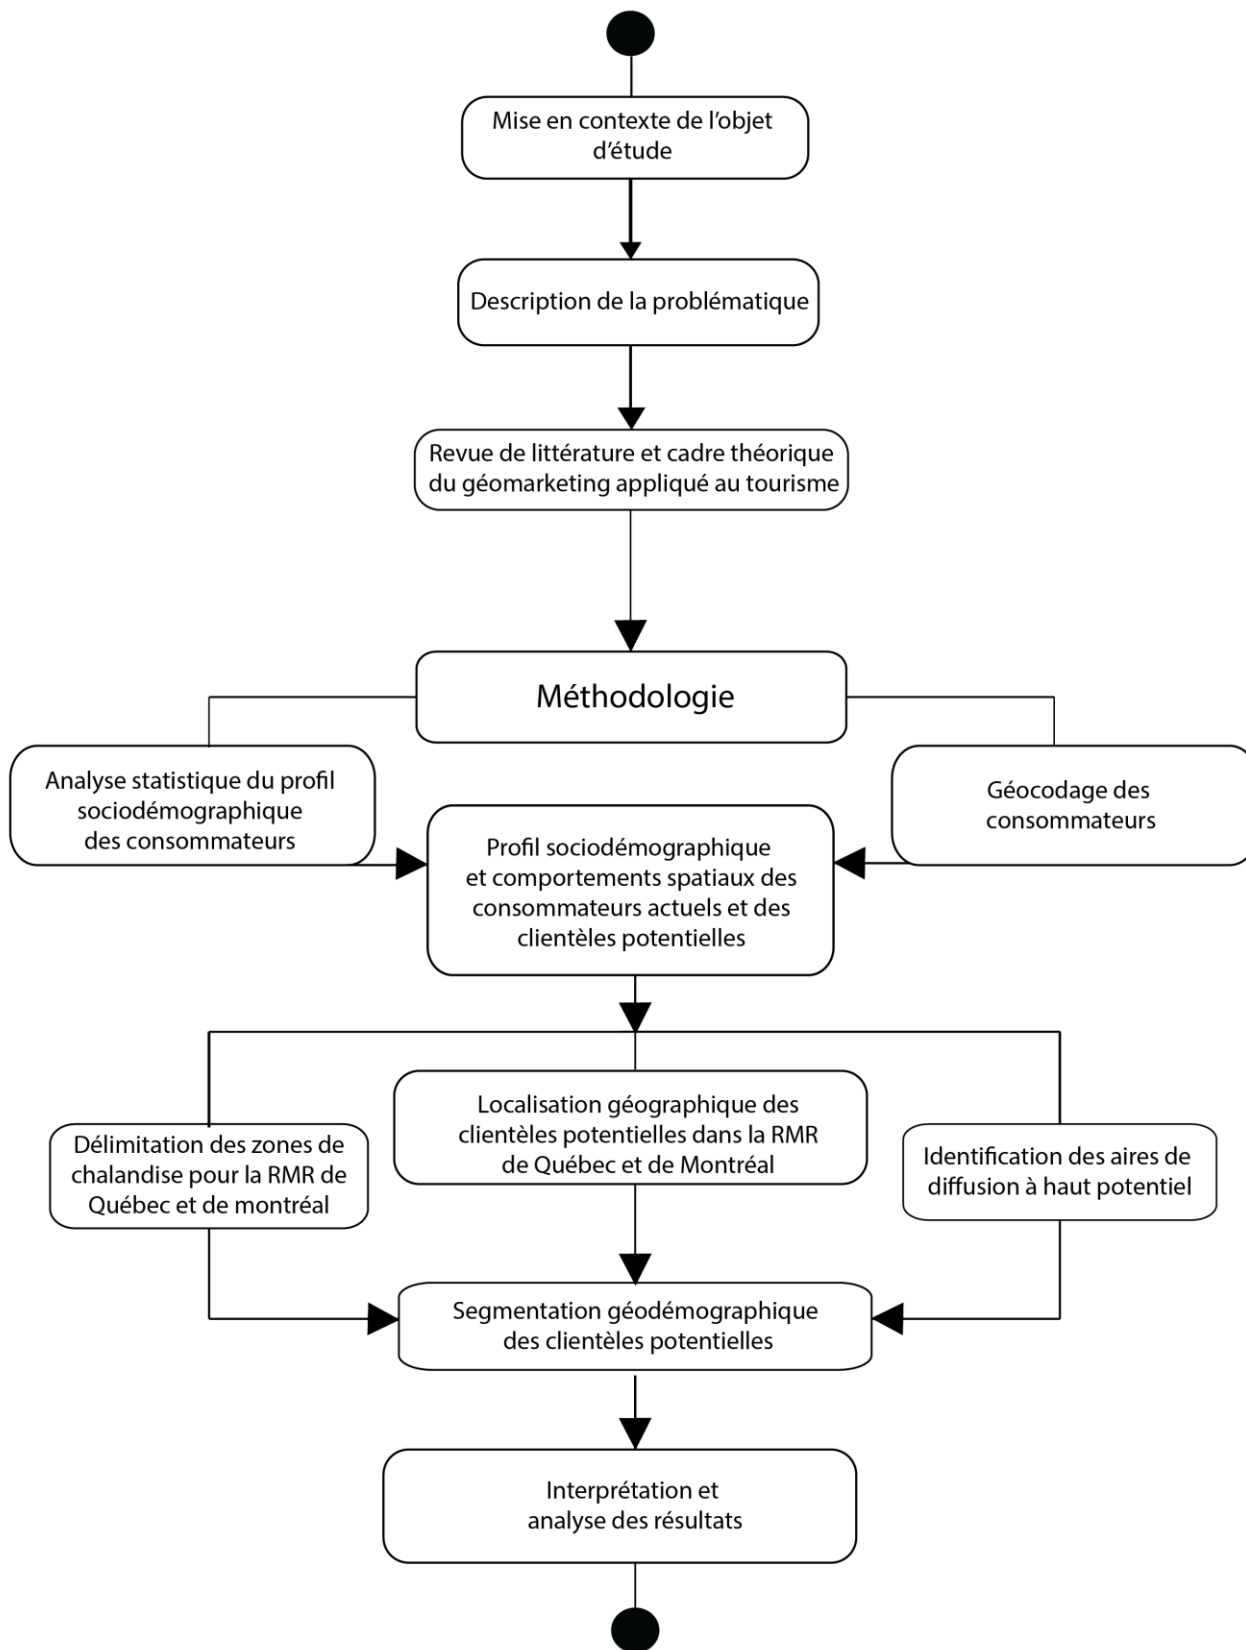 Mise en contexte de l'objet
d'étude
Description de la problématique
Revue de littérature et cadre théorique
du géomarketing appliqué au tourisme
Méthodologie
Analyse statistique du profil
sociodémographique
des consommateurs
Géocodage des
consommateurs
Profil sociodémographique
et comportements spatiaux des
consommateurs actuels et des
clientèles potentielles
Délimitation des zones de
chalandise pour la RMR de
Québec et de montréal
Localisation géographique des
clientèles potentielles dans la RMR
de Québec et de Montréal
Identification des aires de
diffusion à haut potentiel
Segmentation géodémographique
des clientèles potentielles
Interprétation et
analyse des résultats